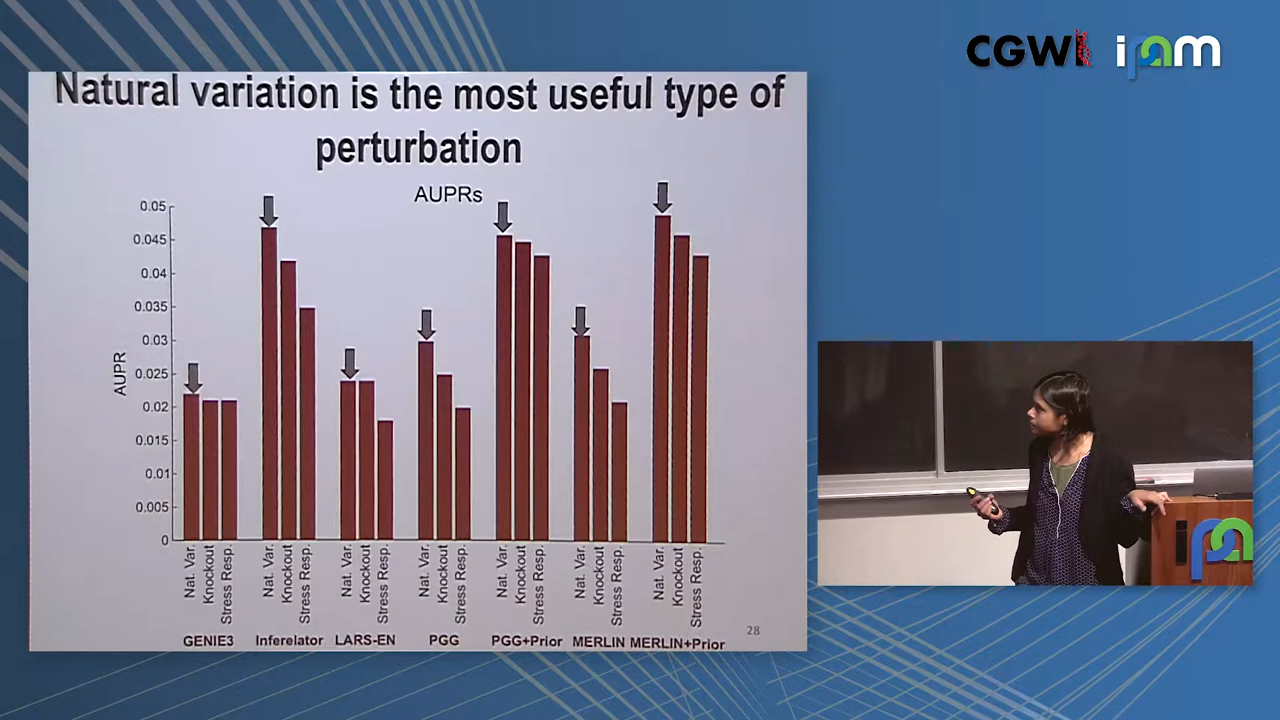 CGWI ipam
Natural variation is the most useful type of
perturbation
AUPRs
AUPR
0.05
0.045
0.04
0.035
0.03
0.025
0.02
0.015
0.01
0.005
0
Nat. Var. Knockout Stress Resp. Nat. Var. Knockout Stress Resp. Nat. Var. Knockout Stress Resp. Nat. Var. Knockout Stress Resp. Nat. Var. Knockout Stress Resp. Nat. Var. Knockout Stress Resp. Nat. Var. Knockout Stress Resp.
GENIE3 Inferelator LARS-EN PGG PGG+Prior MERLIN MERLIN+Prior
28
pa